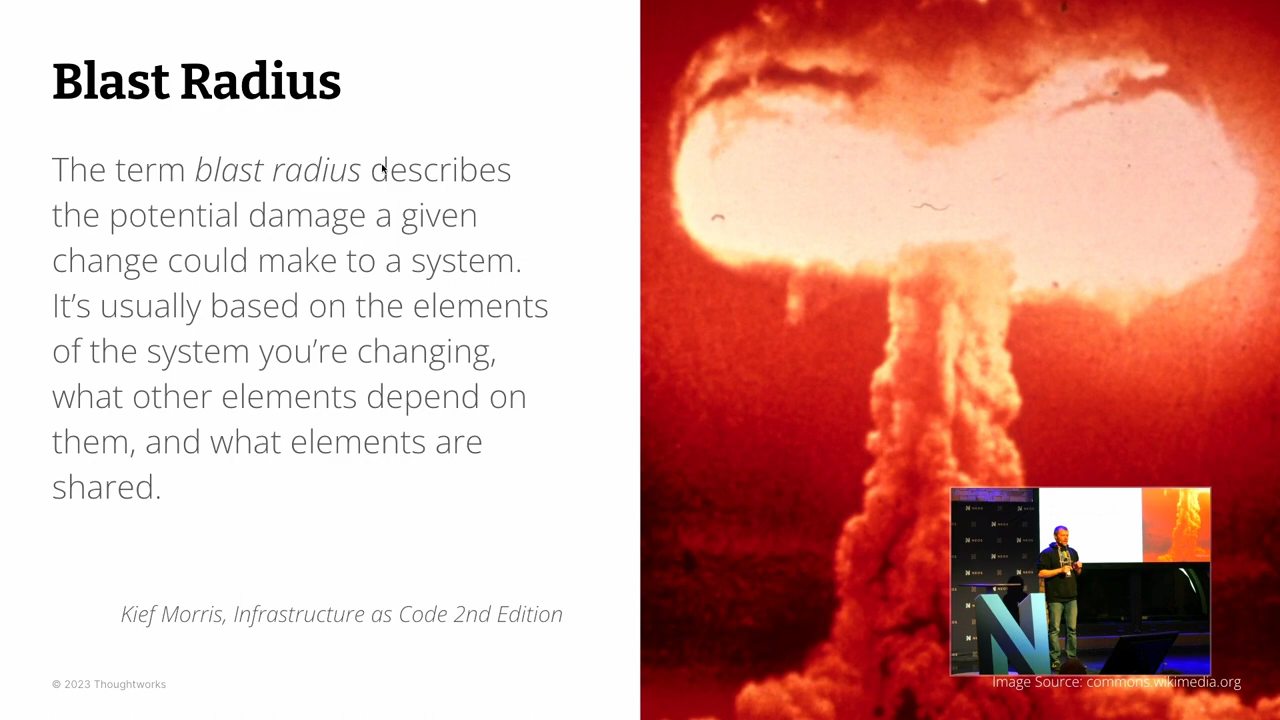 Blast Radius
The term blast radius describes
the potential damage a given
change could make to a system.
It’s usually based on the elements
of the system you’re changing,
what other elements depend on
them, and what elements are
shared.
Kief Morris, Infrastructure as Code 2nd Edition
© 2023 Thoughtworks
N
Image Source: commons.wikimedia.org